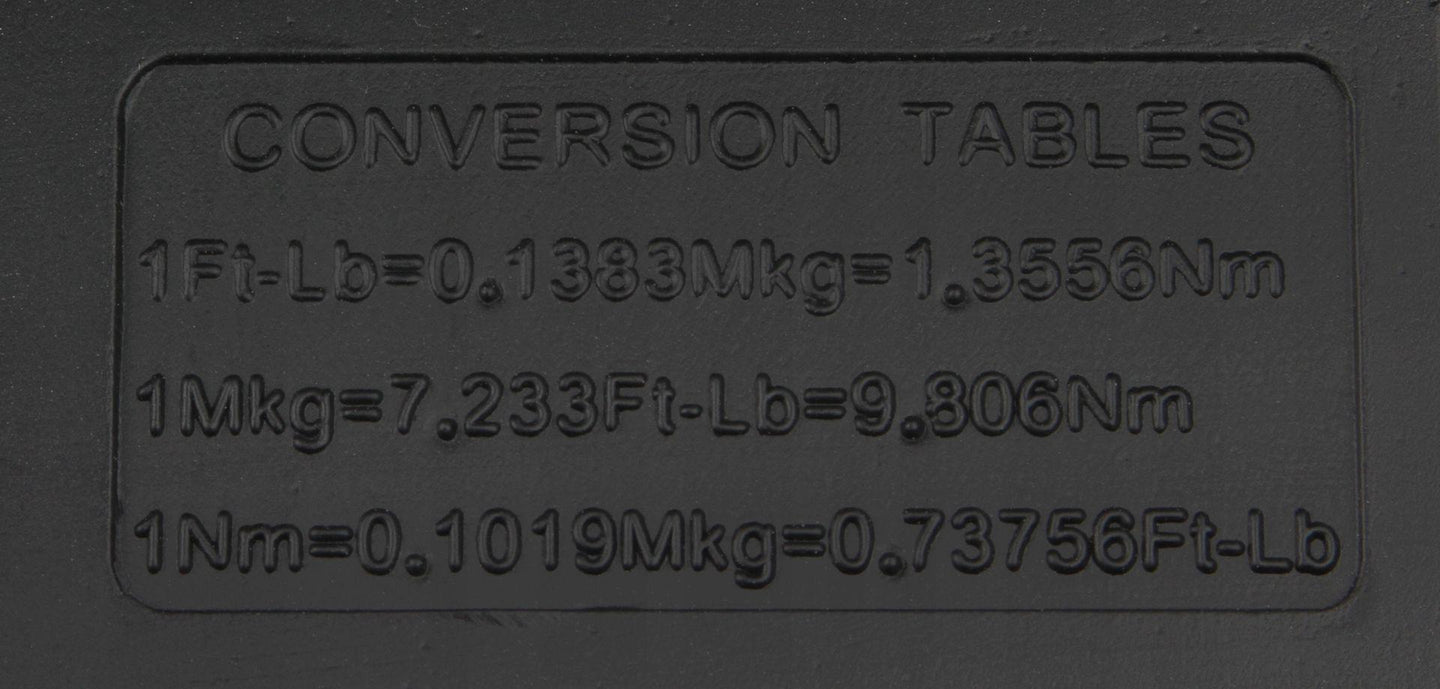 CONVERSION TABLES
1Ft-Lb=0.1383Mkg=1.3556Nm
1Mkg=7.233Ft-Lb=9.806Nm
1Nm=0.1019Mkg=0.73756Ft-Lb